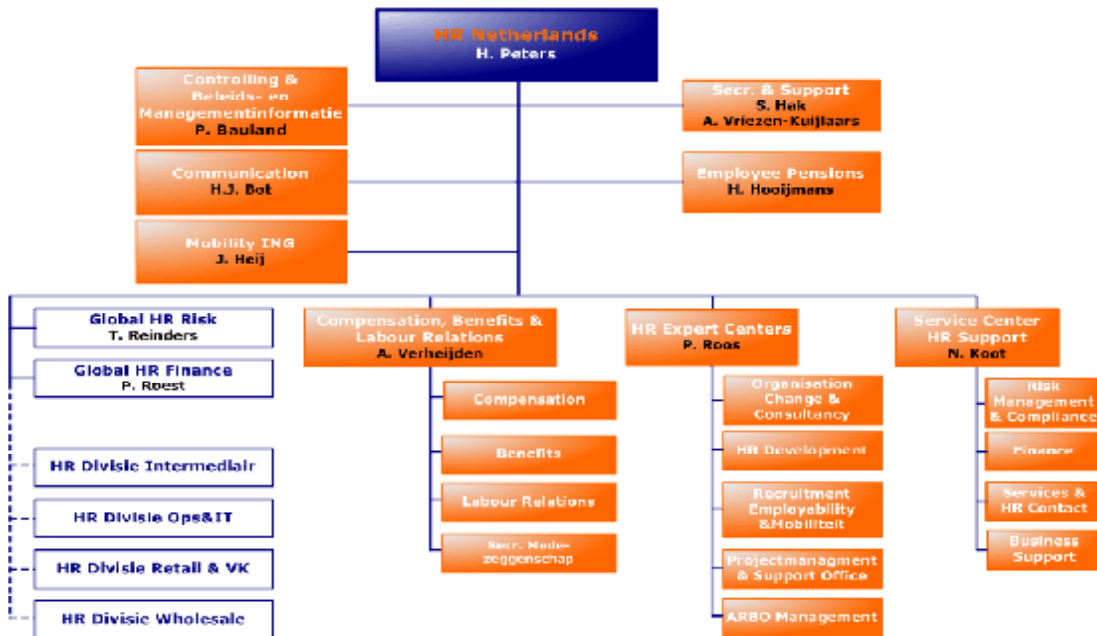 HR Netherlands
H. Peters
Controlling &
Beleids- en
Managementinformatie
P. Bauland
Secr. & Support
S. Hak
A. Vriezen-Kuijlaars
Communication
H.J. Bot
Employee Pensions
H. Hooijmans
Mobility ING
J. Heij
Global HR Risk
T. Reinders
Global HR Finance
P. Roest
HR Divisie Intermediair
HR Divisie Ops&IT
HR Divisie Retail & VK
HR Divisie Wholesale
Compensation, Benefits &
Labour Relations
A. Verheijden
Compensation
Benefits
Labour Relations
Secr. Mede-
zeggenschap
HR Expert Centers
P. Roos
Organisation
Change &
Consultancy
HR Development
Recruitment
Employability
&Mobiliteit
Projectmanagment
& Support Office
ARBO Management
Service Center
HR Support
N. Koot
Risk
Management
& Compliance
Finance
Services &
HR Contact
Business
Support